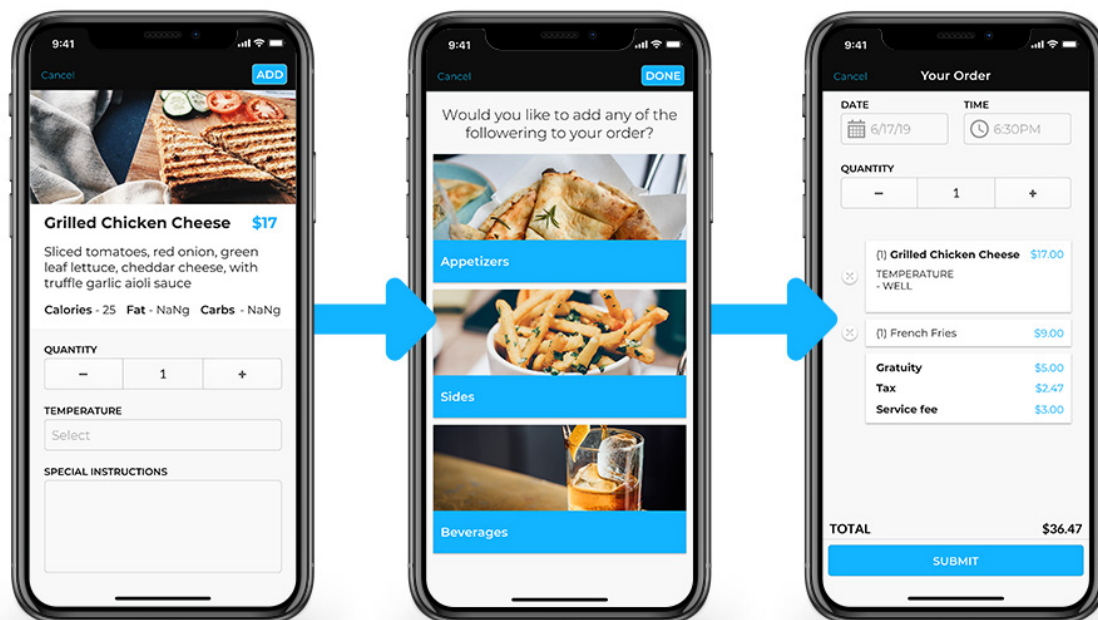 9:41
Cancel
ADD
Grilled Chicken Cheese $17
Sliced tomatoes, red onion, green
leaf lettuce, cheddar cheese, with
truffle garlic aioli sauce
Calories - 25 Fat - NaNg Carbs - NaNg
QUANTITY
− 1 +
TEMPERATURE
Select
SPECIAL INSTRUCTIONS
9:41
Cancel
DONE
Would you like to add any of the
followering to your order?
Appetizers
Sides
Beverages
9:41
Cancel
Your Order
DATE TIME
6/17/19 6:30PM
QUANTITY
− 1 +
(1) Grilled Chicken Cheese $17.00
TEMPERATURE
- WELL
(1) French Fries $9.00
Gratuity $5.00
Tax $2.47
Service fee $3.00
TOTAL $36.47
SUBMIT